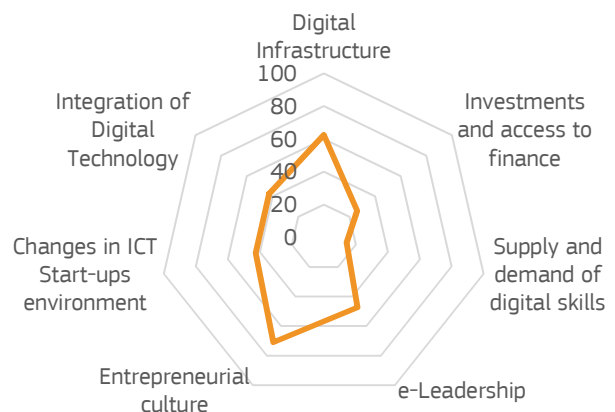 Digital
Infrastructure
100
80
60
40
20
0
Investments
and access to
finance
Supply and
demand of
digital skills
e-Leadership
Entrepreneurial
culture
Changes in ICT
Start-ups
environment
Integration of
Digital
Technology